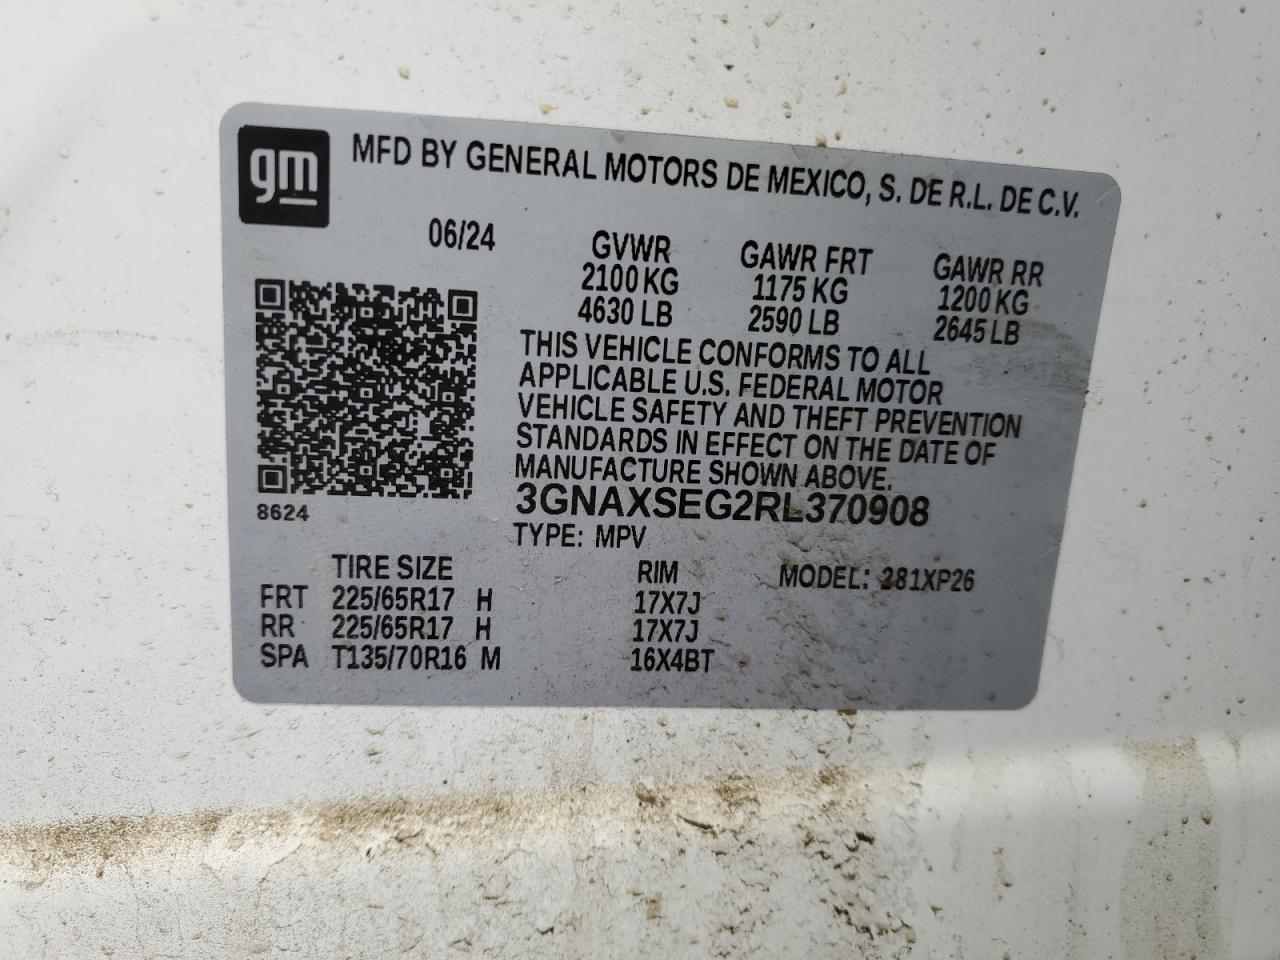 gm
MFD BY GENERAL MOTORS DE MEXICO, S. DE R.L. DE C.V.
06/24 GVWR GAWR FRT GAWR RR
2100 KG 1175 KG 1200 KG
4630 LB 2590 LB 2645 LB
THIS VEHICLE CONFORMS TO ALL
APPLICABLE U.S. FEDERAL MOTOR
VEHICLE SAFETY AND THEFT PREVENTION
STANDARDS IN EFFECT ON THE DATE OF
MANUFACTURE SHOWN ABOVE.
3GNAXSEG2RL370908
8624
TYPE: MPV
TIRE SIZE RIM MODEL: 281XP26
FRT 225/65R17 H 17X7J
RR 225/65R17 H 17X7J
SPA T135/70R16 M 16X4BT